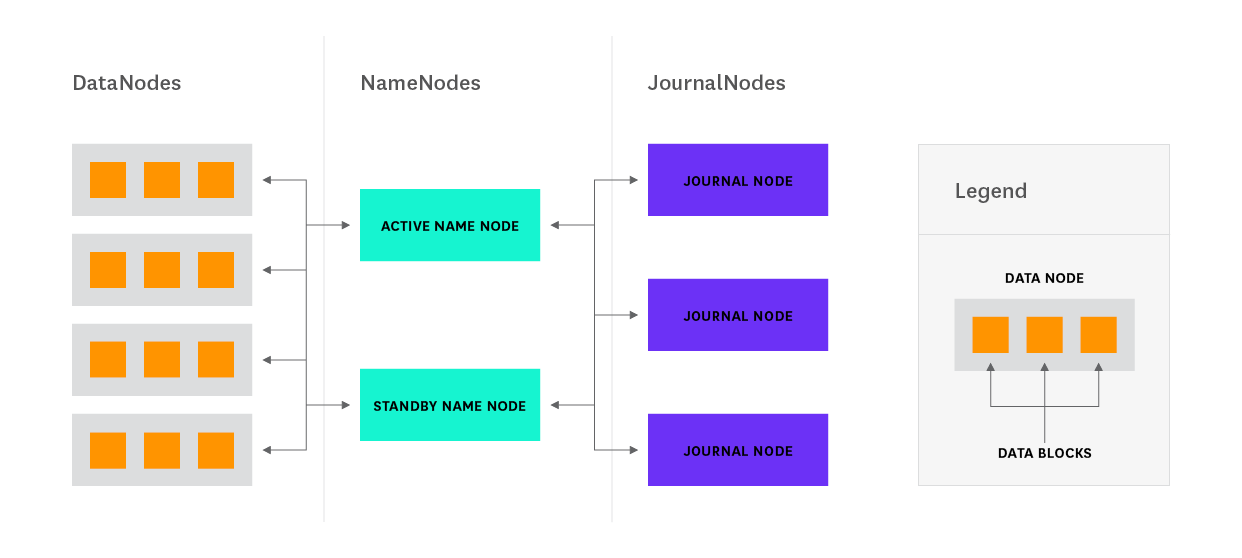 DataNodes
NameNodes
JournalNodes
ACTIVE NAME NODE
STANDBY NAME NODE
JOURNAL NODE
JOURNAL NODE
JOURNAL NODE
Legend
DATA NODE
DATA BLOCKS